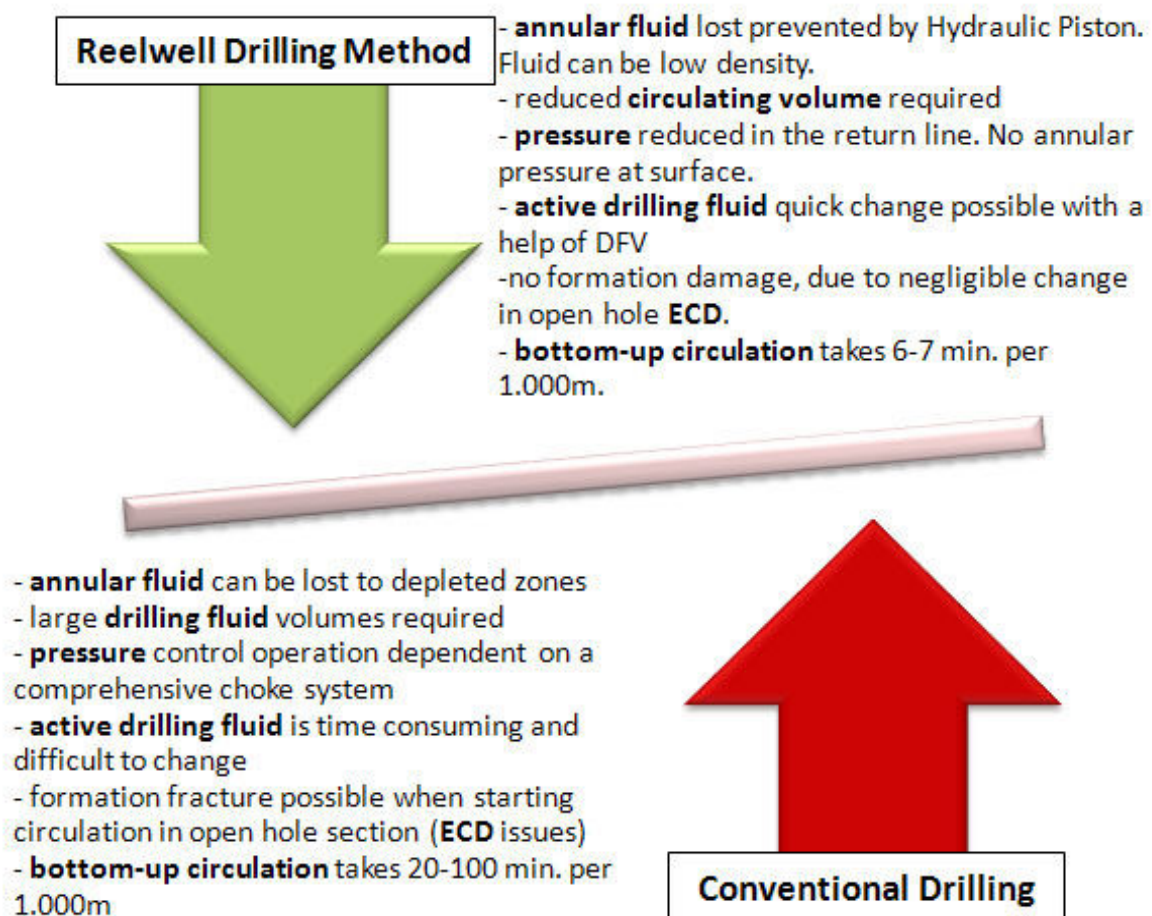 Reelwell Drilling Method
- annular fluid lost prevented by Hydraulic Piston.
Fluid can be low density.
- reduced circulating volume required
- pressure reduced in the return line. No annular
pressure at surface.
- active drilling fluid quick change possible with a
help of DFV
-no formation damage, due to negligible change
in open hole ECD.
- bottom-up circulation takes 6-7 min. per
1.000m.
- annular fluid can be lost to depleted zones
- large drilling fluid volumes required
- pressure control operation dependent on a
comprehensive choke system
- active drilling fluid is time consuming and
difficult to change
- formation fracture possible when starting
circulation in open hole section (ECD issues)
- bottom-up circulation takes 20-100 min. per
1.000m
Conventional Drilling